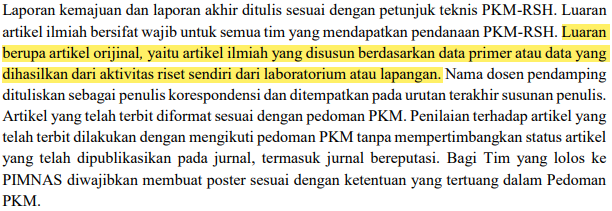 Laporan kemajuan dan laporan akhir ditulis sesuai dengan petunjuk teknis PKM-RSH. Luaran
artikel ilmiah bersifat wajib untuk semua tim yang mendapatkan pendanaan PKM-RSH. Luaran
berupa artikel orijinal, yaitu artikel ilmiah yang disusun berdasarkan data primer atau data yang
dihasilkan dari aktivitas riset sendiri dari laboratorium atau lapangan. Nama dosen pendamping
dituliskan sebagai penulis korespondensi dan ditempatkan pada urutan terakhir susunan penulis.
Artikel yang telah terbit diformat sesuai dengan pedoman PKM. Penilaian terhadap artikel yang
telah terbit dilakukan dengan mengikuti pedoman PKM tanpa mempertimbangkan status artikel
yang telah dipublikasikan pada jurnal, termasuk jurnal bereputasi. Bagi Tim yang lolos ke
PIMNAS diwajibkan membuat poster sesuai dengan ketentuan yang tertuang dalam Pedoman
PKM.